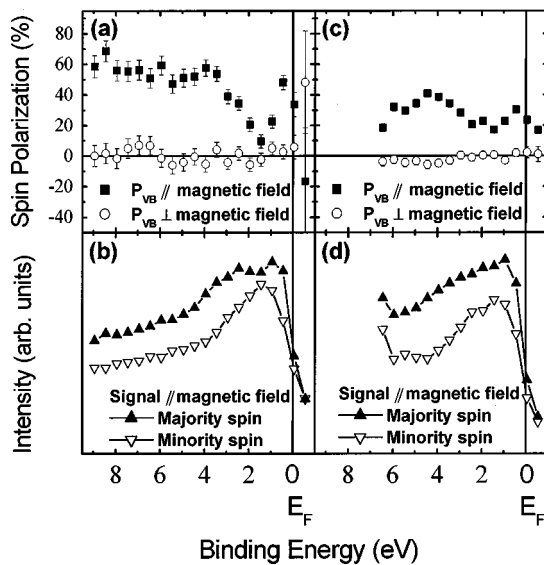 (a)
(c)
Spin Polarization (%)
80
60
40
20
0
-20
-40
P_VB // magnetic field
P_VB ⊥ magnetic field
P_VB // magnetic field
P_VB ⊥ magnetic field
(b)
(d)
Intensity (arb. units)
Signal // magnetic field
Majority spin
Minority spin
Signal // magnetic field
Majority spin
Minority spin
8 6 4 2 0 8 6 4 2 0
E_F E_F
Binding Energy (eV)